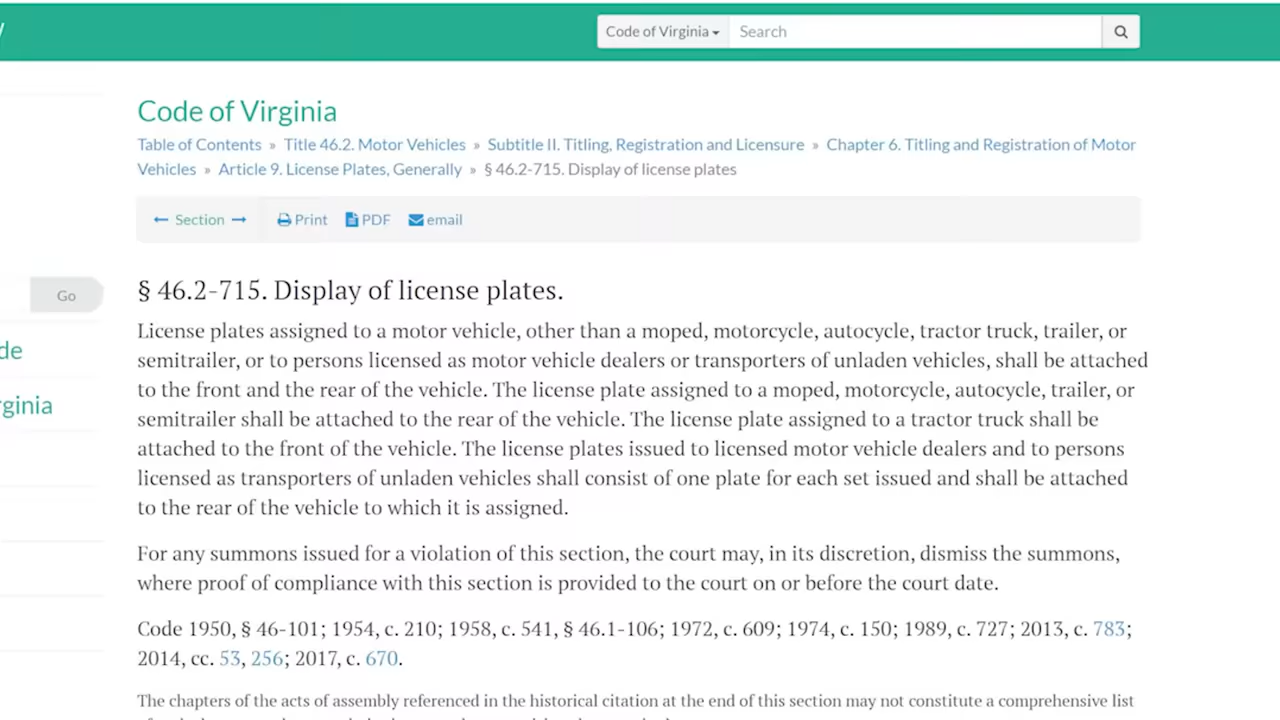 Code of Virginia Search
Code of Virginia
Table of Contents » Title 46.2. Motor Vehicles » Subtitle II. Titling, Registration and Licensure » Chapter 6. Titling and Registration of Motor
Vehicles » Article 9. License Plates, Generally » § 46.2-715. Display of license plates
← Section → Print PDF email
Go
§ 46.2-715. Display of license plates.
License plates assigned to a motor vehicle, other than a moped, motorcycle, autocycle, tractor truck, trailer, or
de
semitrailer, or to persons licensed as motor vehicle dealers or transporters of unladen vehicles, shall be attached
to the front and the rear of the vehicle. The license plate assigned to a moped, motorcycle, autocycle, trailer, or
rginia
semitrailer shall be attached to the rear of the vehicle. The license plate assigned to a tractor truck shall be
attached to the front of the vehicle. The license plates issued to licensed motor vehicle dealers and to persons
licensed as transporters of unladen vehicles shall consist of one plate for each set issued and shall be attached
to the rear of the vehicle to which it is assigned.
For any summons issued for a violation of this section, the court may, in its discretion, dismiss the summons,
where proof of compliance with this section is provided to the court on or before the court date.
Code 1950, § 46-101; 1954, c. 210; 1958, c. 541, § 46.1-106; 1972, c. 609; 1974, c. 150; 1989, c. 727; 2013, c. 783;
2014, cc. 53, 256; 2017, c. 670.
The chapters of the acts of assembly referenced in the historical citation at the end of this section may not constitute a comprehensive list